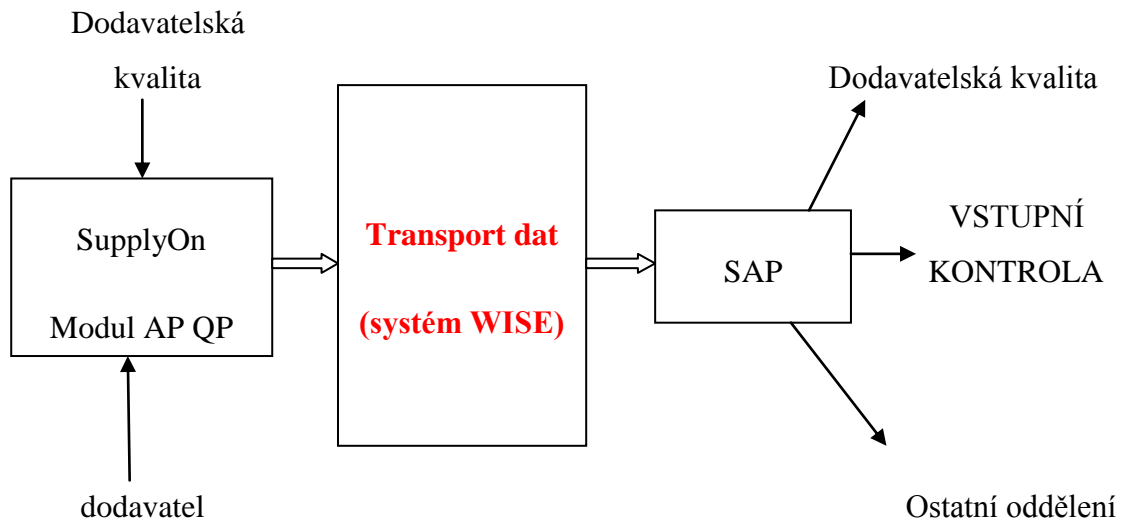 Dodavatelská
kvalita
SupplyOn
Modul AP QP
dodavatel
Transport dat
(systém WISE)
SAP
Dodavatelská kvalita
VSTUPNÍ
KONTROLA
Ostatní oddělení